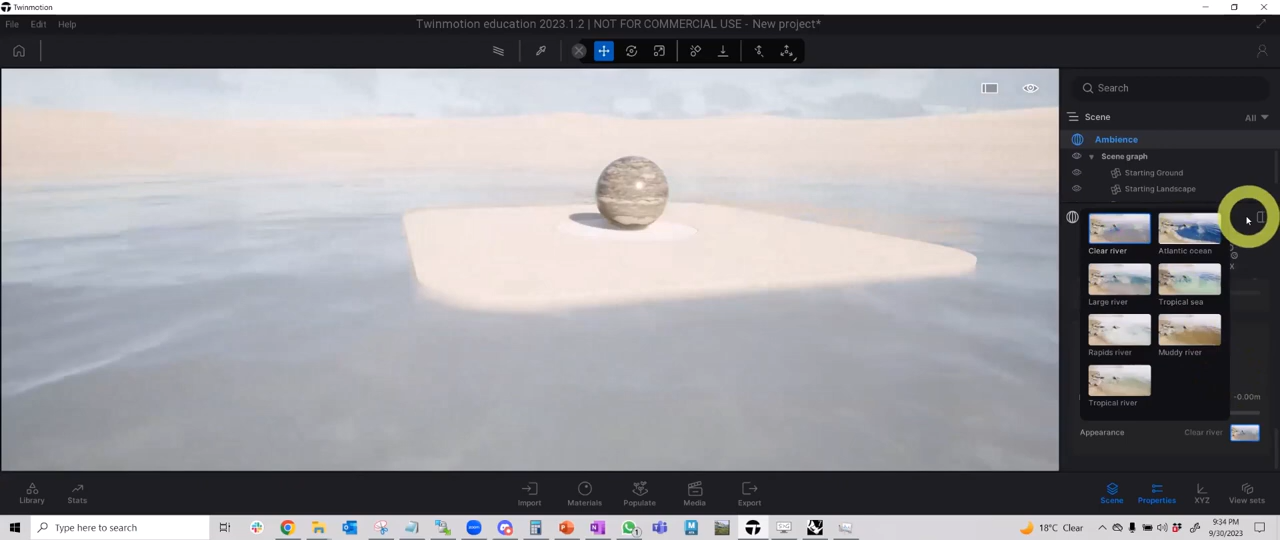 Twinmotion
File Edit Help
Twinmotion education 2023.1.2 | NOT FOR COMMERCIAL USE - New project*
Search
Scene
All
Ambience
Scene graph
Starting Ground
Starting Landscape
Clear river
Atlantic ocean
Large river
Tropical sea
Rapids river
Muddy river
Tropical river
-0.00m
Appearance
Clear river
Library
Stats
Import
Materials
Populate
Media
Export
Scene
Properties
XYZ
View sets
Type here to search
18°C Clear
9:34 PM
9/30/2023